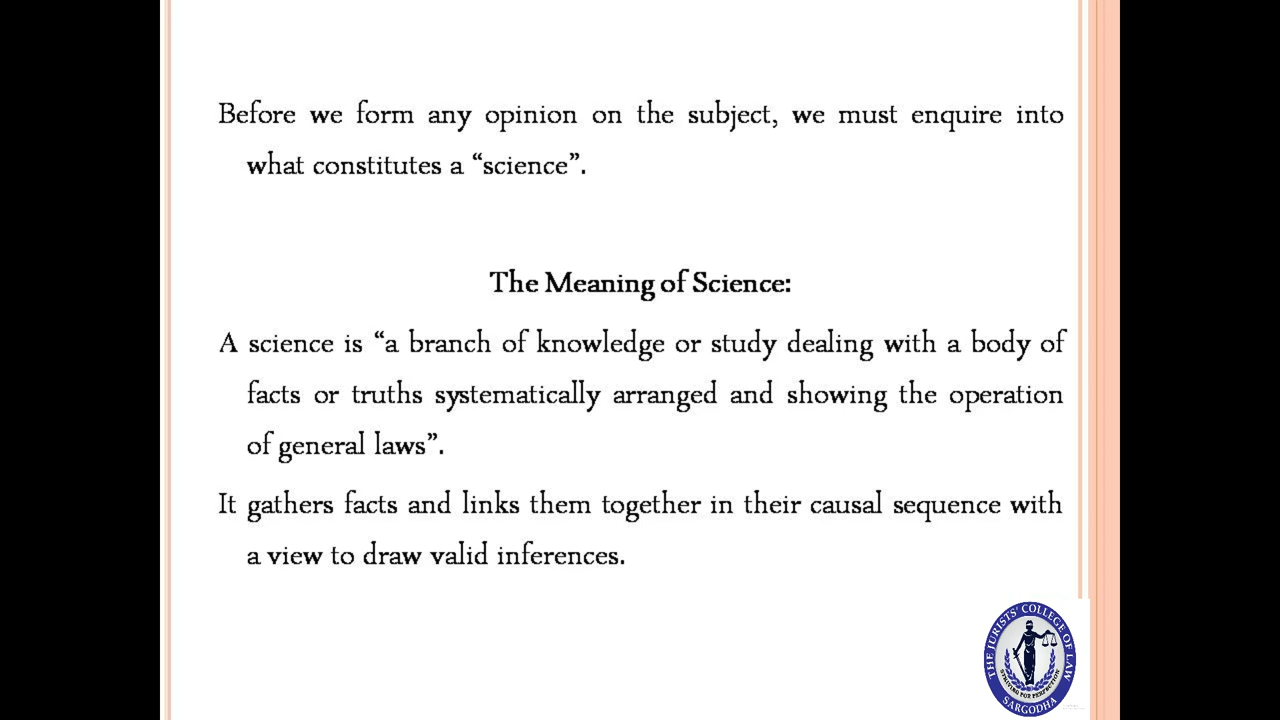 Before we form any opinion on the subject, we must enquire into
what constitutes a “science”.
The Meaning of Science:
A science is “a branch of knowledge or study dealing with a body of
facts or truths systematically arranged and showing the operation
of general laws”.
It gathers facts and links them together in their causal sequence with
a view to draw valid inferences.
THE JURISTS' COLLEGE OF LAW
STRIVING FOR PERFECTION
SARGODHA